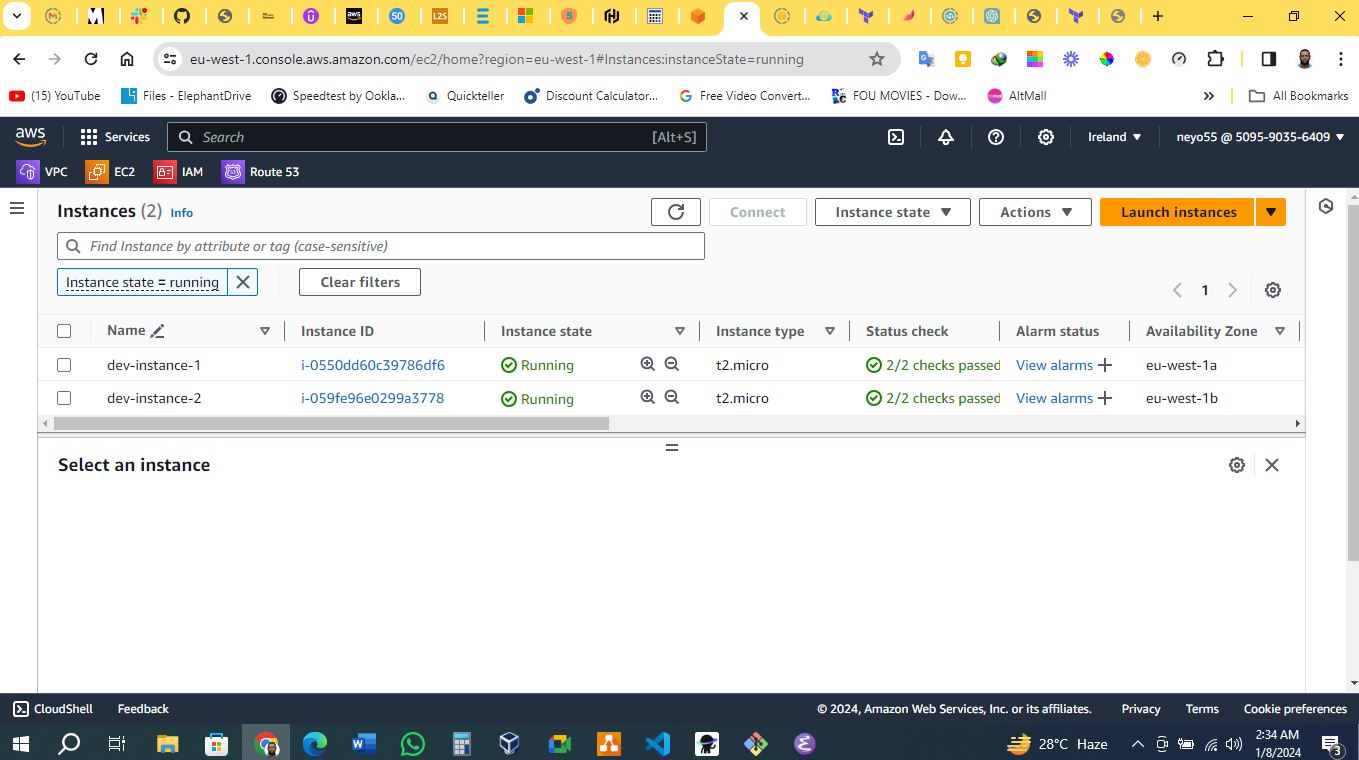 eu-west-1.console.aws.amazon.com/ec2/home?region=eu-west-1#Instances:instanceState=running
(15) YouTube Files - ElephantDrive Speedtest by Ookla... Quickteller Discount Calculator... Free Video Convert... FOU MOVIES - Dow... AltMall » All Bookmarks
aws Services Search [Alt+S] Ireland neyo55 @ 5095-9035-6409
VPC EC2 IAM Route 53
Instances (2) Info Connect Instance state Actions Launch instances
Find Instance by attribute or tag (case-sensitive)
Instance state = running Clear filters 1
Name Instance ID Instance state Instance type Status check Alarm status Availability Zone
dev-instance-1 i-0550dd60c39786df6 Running t2.micro 2/2 checks passed View alarms eu-west-1a
dev-instance-2 i-059fe96e0299a3778 Running t2.micro 2/2 checks passed View alarms eu-west-1b
Select an instance
CloudShell Feedback © 2024, Amazon Web Services, Inc. or its affiliates. Privacy Terms Cookie preferences
28°C Haze 2:34 AM
1/8/2024 3